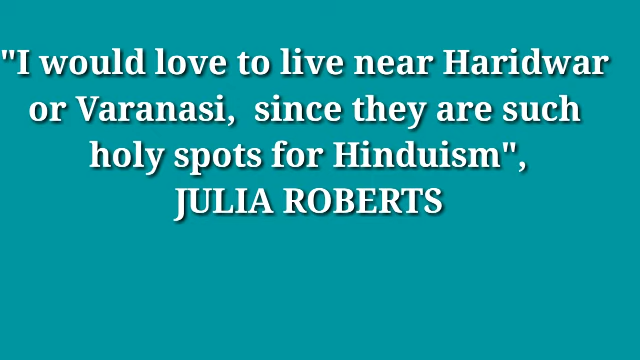 "I would love to live near Haridwar
or Varanasi,  since they are such
holy spots for Hinduism",
JULIA ROBERTS